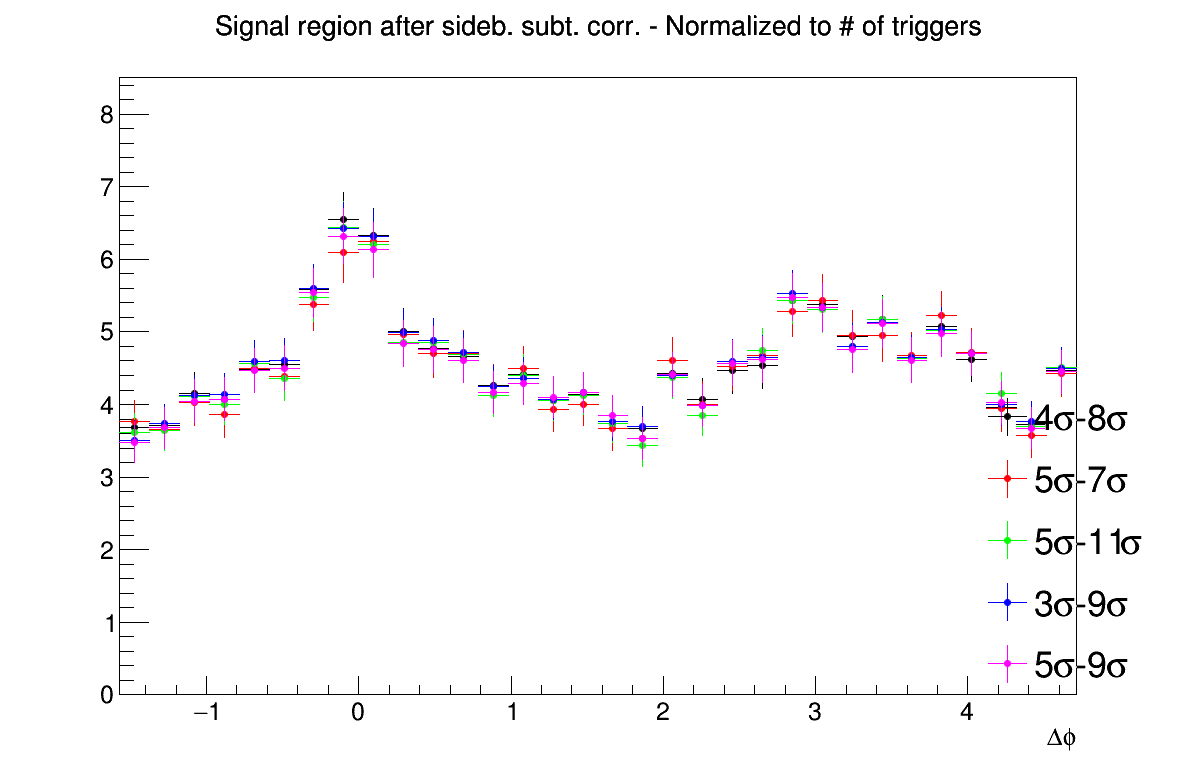 Signal region after sideb. subt. corr. - Normalized to # of triggers
8
7
6
5
4
4σ-8σ
3
5σ-7σ
2
5σ-11σ
1
3σ-9σ
5σ-9σ
0
−1 0 1 2 3 4
Δϕ